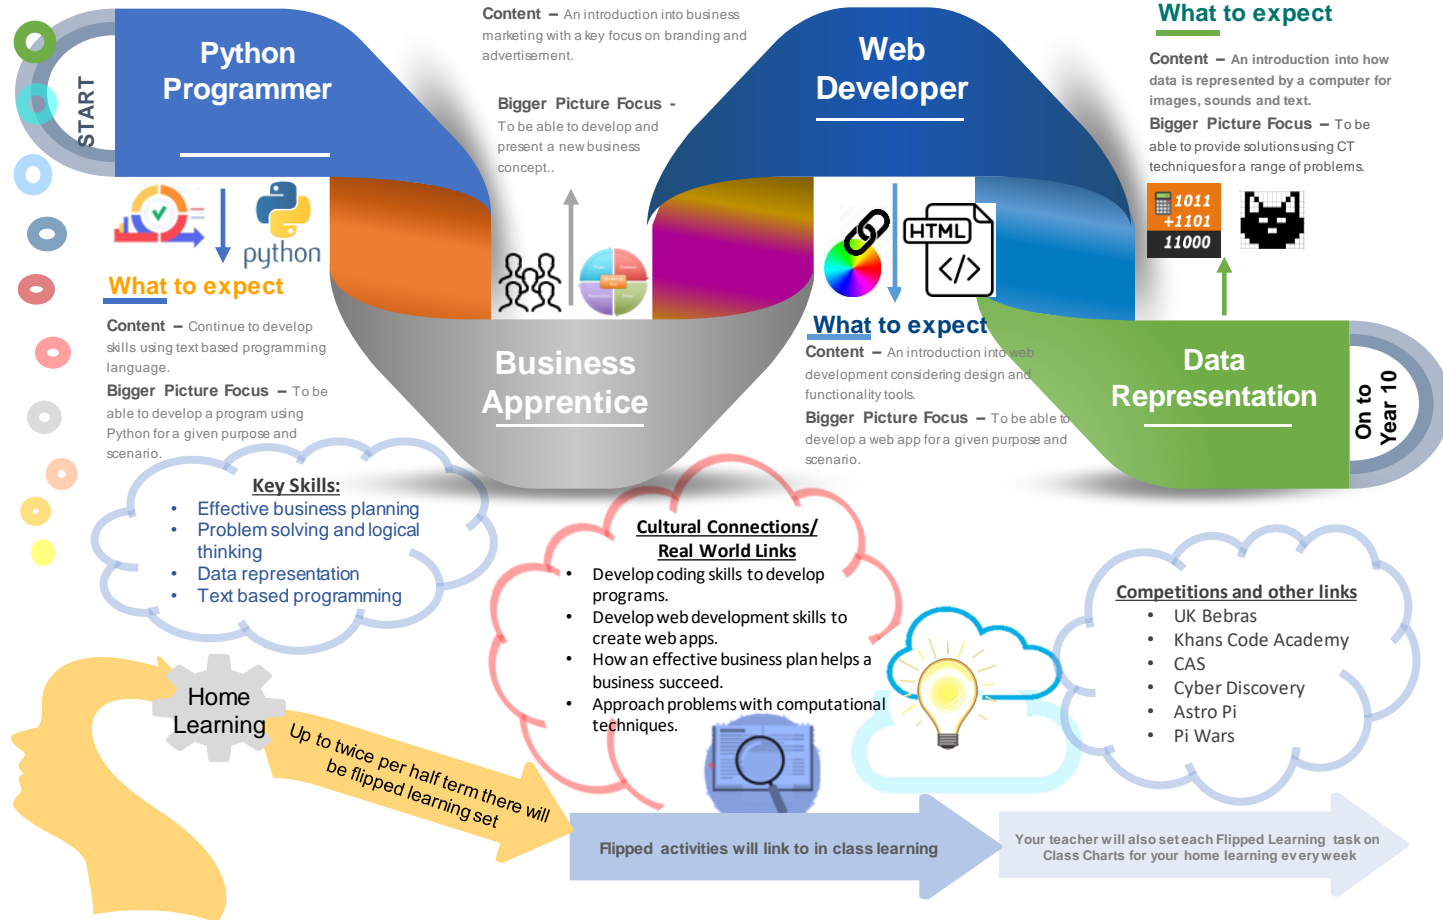 START
Python
Programmer
python
What to expect
Content – Continue to develop
skills using text based programming
language.
Bigger Picture Focus – To be
able to develop a program using
Python for a given purpose and
scenario.
Content – An introduction into business
marketing with a key focus on branding and
advertisement.
Bigger Picture Focus -
To be able to develop and
present a new business
concept..
Business
Apprentice
Web
Developer
HTML
</>
What to expect
Content – An introduction into web
development considering design and
functionality tools.
Bigger Picture Focus – To be able to
develop a web app for a given purpose and
scenario.
What to expect
Content – An introduction into how
data is represented by a computer for
images, sounds and text.
Bigger Picture Focus – To be
able to provide solutions using CT
techniques for a range of problems.
1011
+1101
11000
Data
Representation
On to
Year 10
Key Skills:
• Effective business planning
• Problem solving and logical
thinking
• Data representation
• Text based programming
Cultural Connections/
Real World Links
• Develop coding skills to develop
programs.
• Develop web development skills to
create web apps.
• How an effective business plan helps a
business succeed.
• Approach problems with computational
techniques.
Competitions and other links
• UK Bebras
• Khans Code Academy
• CAS
• Cyber Discovery
• Astro Pi
• Pi Wars
Home
Learning
Up to twice per half term there will
be flipped learning set
Flipped activities will link to in class learning
Your teacher will also set each Flipped Learning task on
Class Charts for your home learning every week